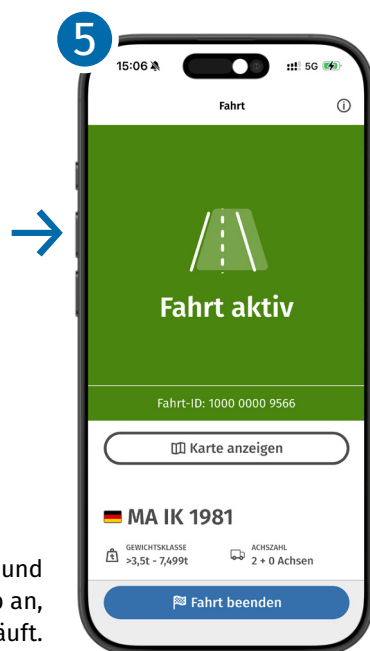 5
15:06
5G
Fahrt
Fahrt aktiv
Fahrt-ID: 1000 0000 9566
Karte anzeigen
MA IK 1981
GEWICHTSKLASSE
>3,5t - 7,499t
ACHSZAHL
2 + 0 Achsen
und
an,
äuft.
Fahrt beenden